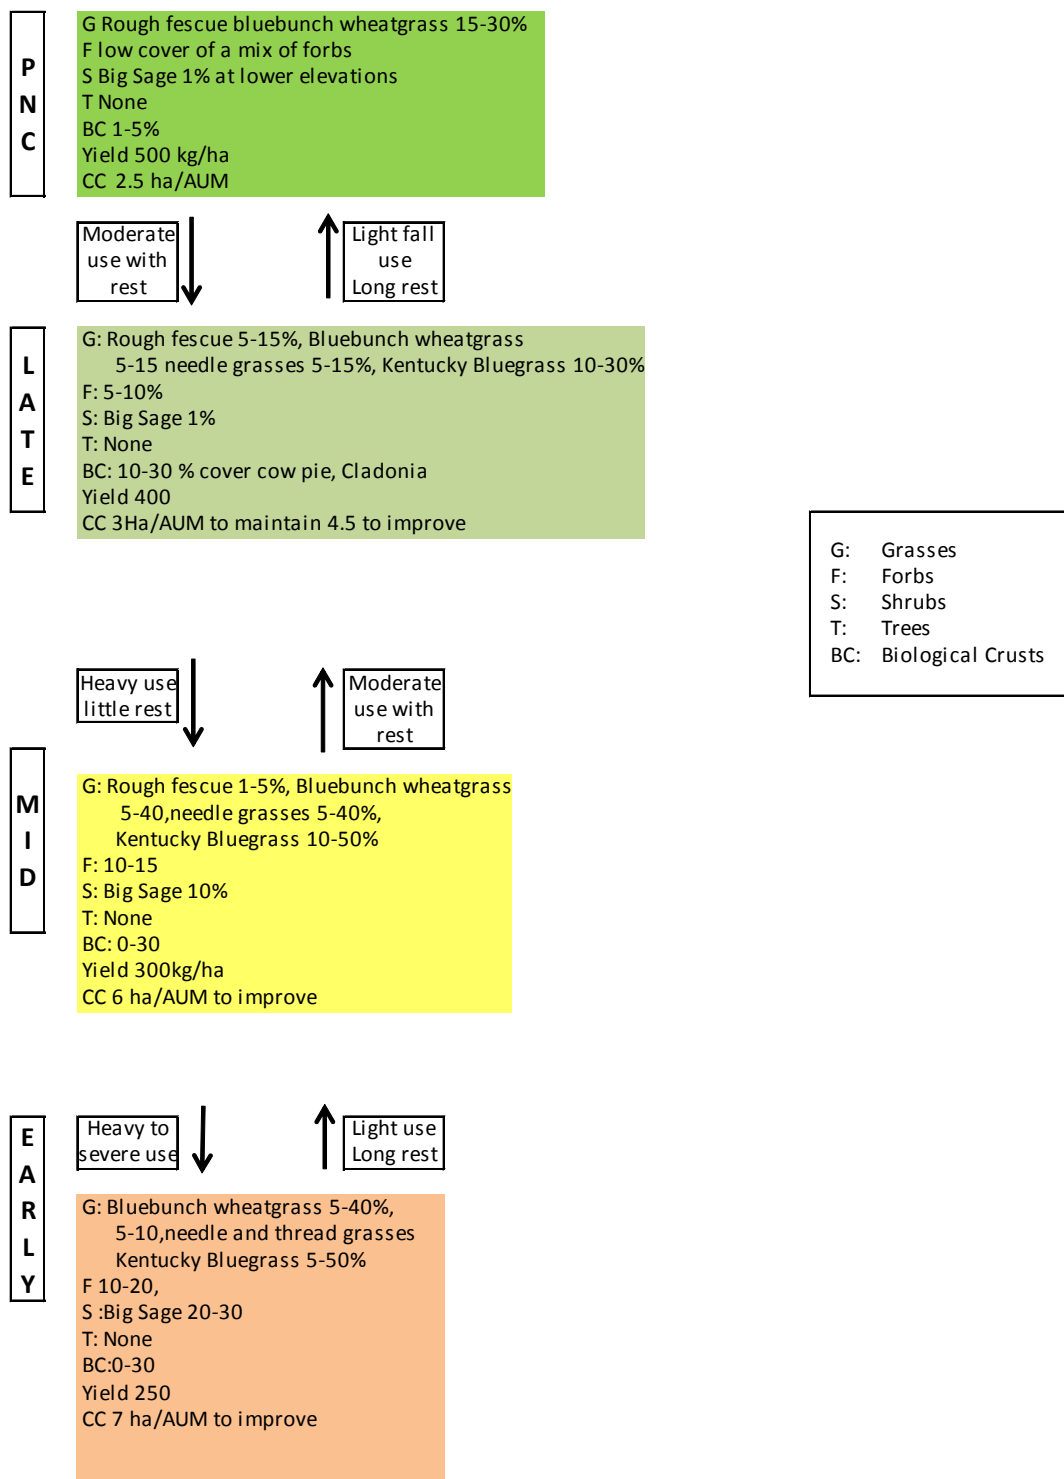 P
N
C
G Rough fescue bluebunch wheatgrass 15-30%
F low cover of a mix of forbs
S Big Sage 1% at lower elevations
T None
BC 1-5%
Yield 500 kg/ha
CC 2.5 ha/AUM
Moderate
use with
rest
Light fall
use
Long rest
L
A
T
E
G: Rough fescue 5-15%, Bluebunch wheatgrass
5-15 needle grasses 5-15%, Kentucky Bluegrass 10-30%
F: 5-10%
S: Big Sage 1%
T: None
BC: 10-30 % cover cow pie, Cladonia
Yield 400
CC 3Ha/AUM to maintain 4.5 to improve
G: Grasses
F: Forbs
S: Shrubs
T: Trees
BC: Biological Crusts
Heavy use
little rest
Moderate
use with
rest
M
I
D
G: Rough fescue 1-5%, Bluebunch wheatgrass
5-40,needle grasses 5-40%,
Kentucky Bluegrass 10-50%
F: 10-15
S: Big Sage 10%
T: None
BC: 0-30
Yield 300kg/ha
CC 6 ha/AUM to improve
Heavy to
severe use
Light use
Long rest
E
A
R
L
Y
G: Bluebunch wheatgrass 5-40%,
5-10,needle and thread grasses
Kentucky Bluegrass 5-50%
F 10-20,
S :Big Sage 20-30
T: None
BC:0-30
Yield 250
CC 7 ha/AUM to improve